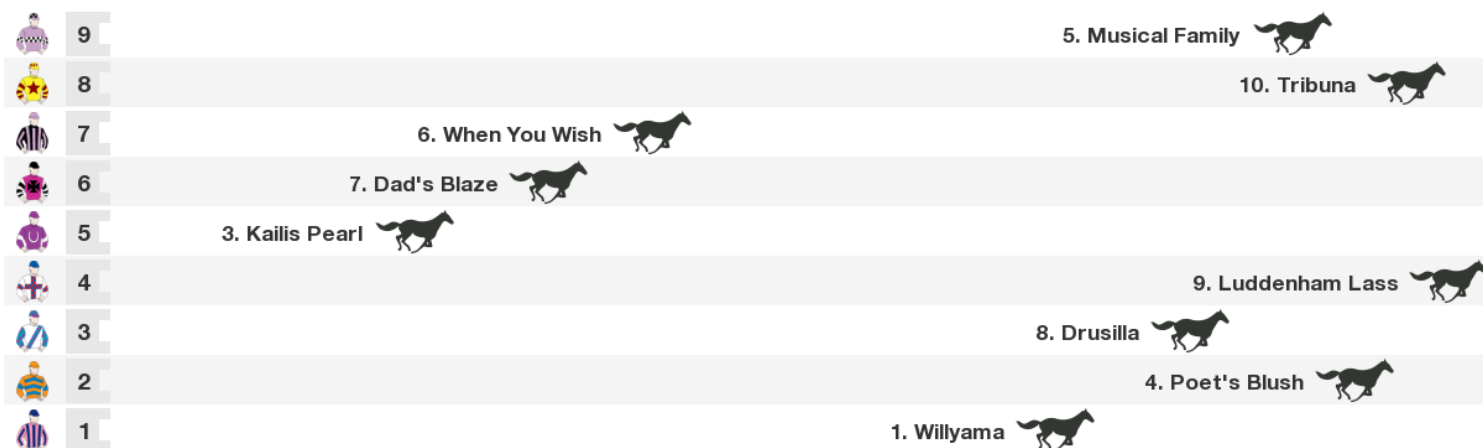 9 5. Musical Family
8 10. Tribuna
7 6. When You Wish
6 7. Dad's Blaze
5 3. Kailis Pearl
4 9. Luddenham Lass
3 8. Drusilla
2 4. Poet's Blush
1 1. Willyama